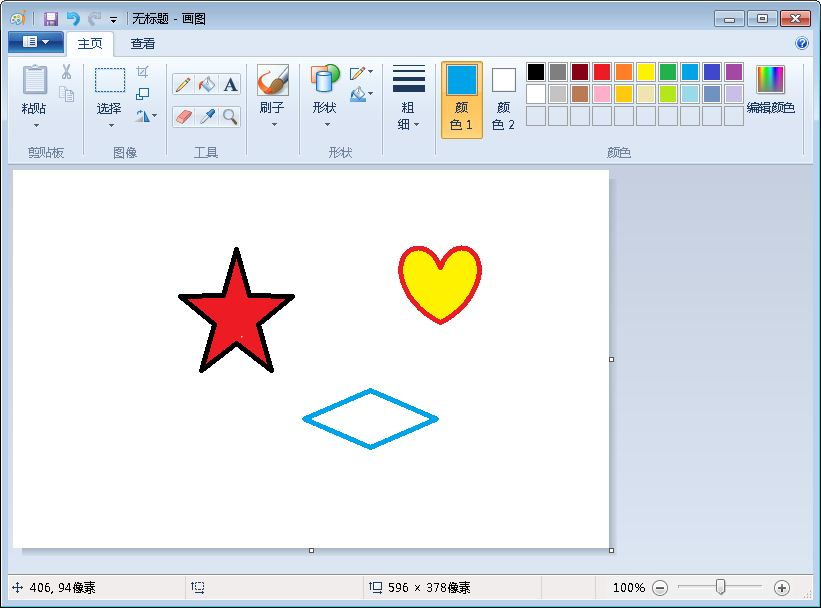 无标题 - 画图
主页 查看
粘贴
选择
A
刷子
形状
粗
细
颜
色 1
颜
色 2
编辑颜色
剪贴板 图像 工具 形状 颜色
406, 94像素 596 × 378像素 100%